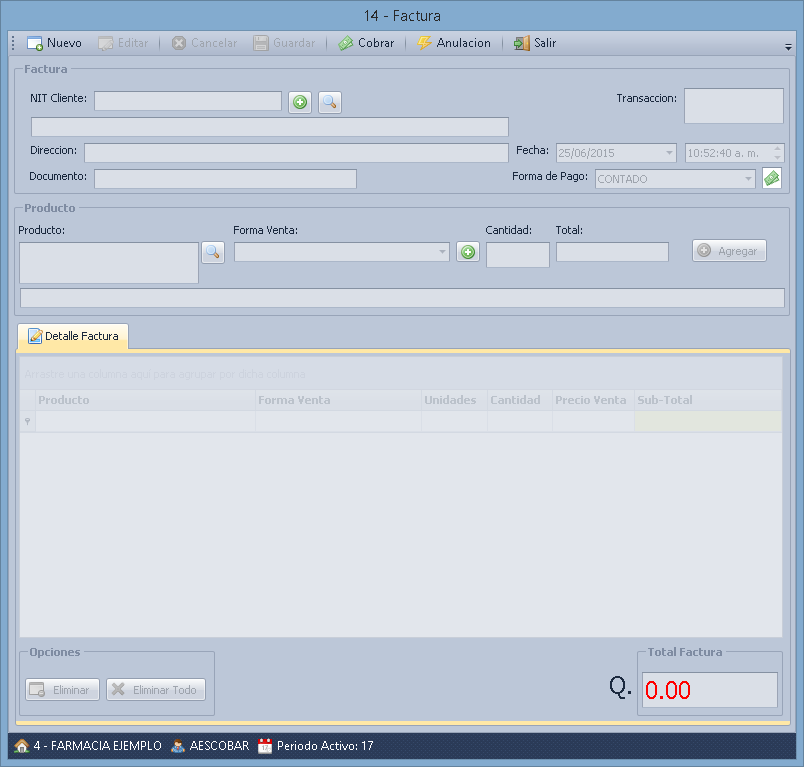 14 - Factura
Nuevo Editar Cancelar Guardar Cobrar Anulacion Salir
Factura
NIT Cliente: Transaccion:
Direccion: Fecha: 25/06/2015 10:52:40 a. m.
Documento: Forma de Pago: CONTADO
Producto
Producto: Forma Venta: Cantidad: Total:
Agregar
Detalle Factura
Arrastre una columna aquí para agrupar por dicha columna
Producto Forma Venta Unidades Cantidad Precio Venta Sub-Total
Opciones Total Factura
Eliminar Eliminar Todo Q. 0.00
4 - FARMACIA EJEMPLO AESCOBAR Periodo Activo: 17